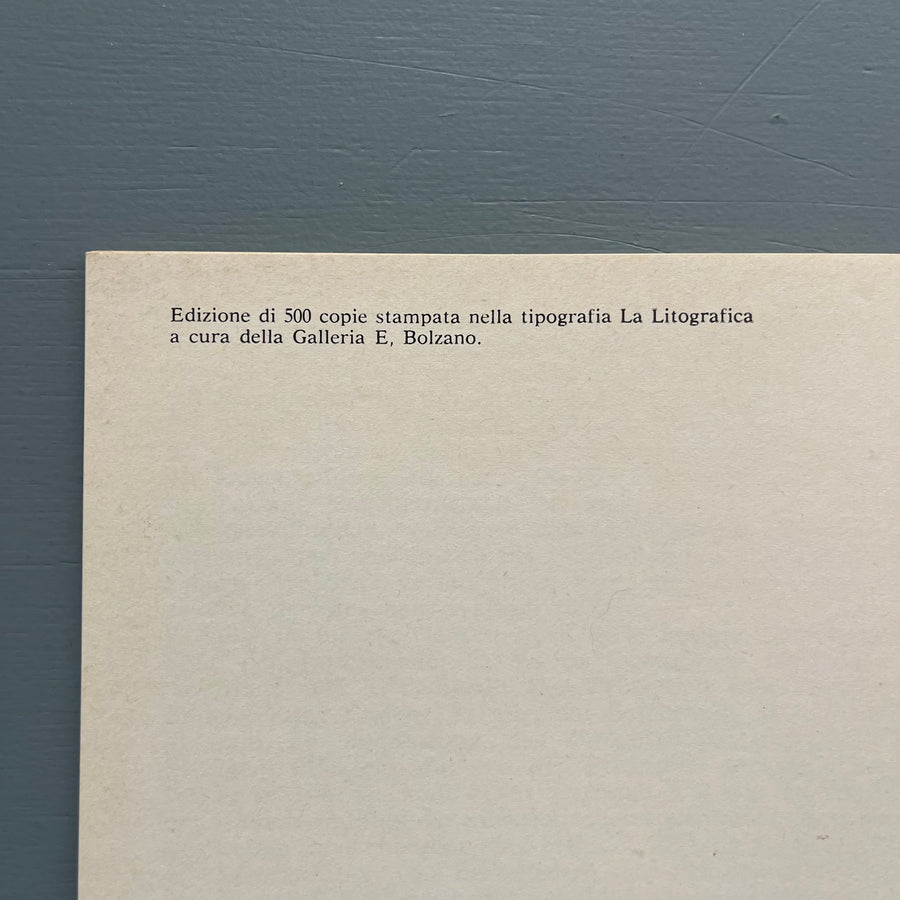 Edizione di 500 copie stampata nella tipografia La Litografica
a cura della Galleria E, Bolzano.